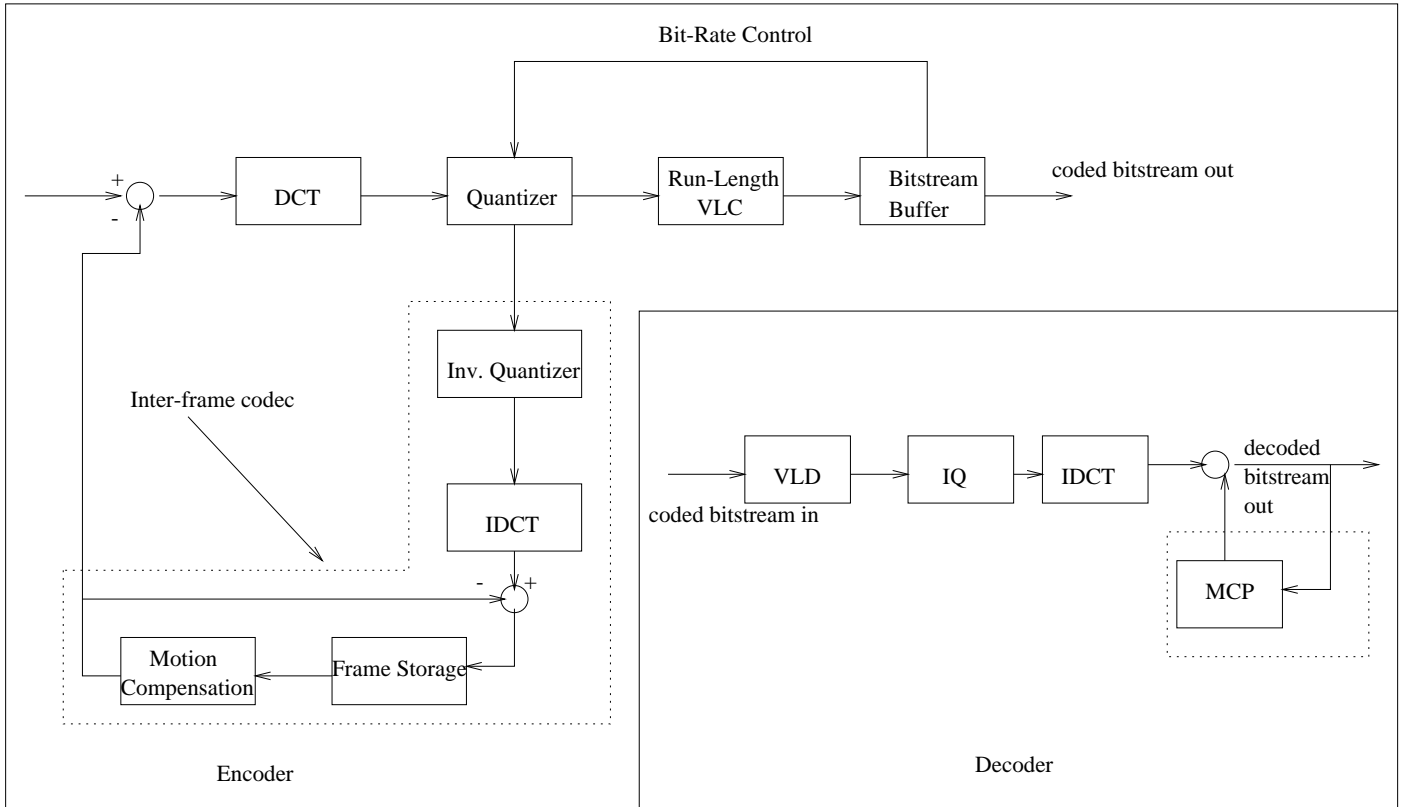 Bit-Rate Control
+
-
DCT
Quantizer
Run-Length
VLC
Bitstream
Buffer
coded bitstream out
Inv. Quantizer
Inter-frame codec
IDCT
-
+
Motion
Compensation
Frame Storage
Encoder
coded bitstream in
VLD
IQ
IDCT
decoded
bitstream
out
MCP
Decoder